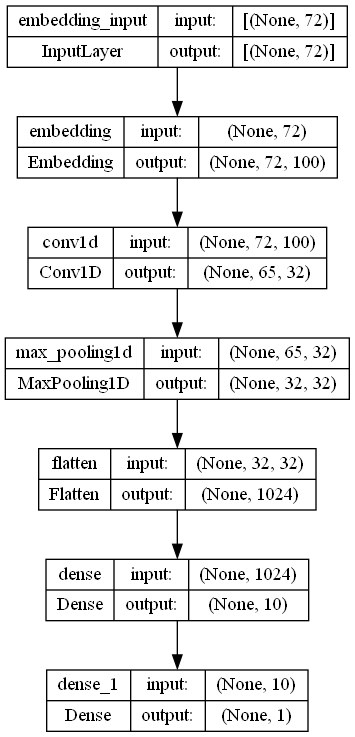 embedding_input input: [(None, 72)]
InputLayer output: [(None, 72)]
embedding input: (None, 72)
Embedding output: (None, 72, 100)
conv1d input: (None, 72, 100)
Conv1D output: (None, 65, 32)
max_pooling1d input: (None, 65, 32)
MaxPooling1D output: (None, 32, 32)
flatten input: (None, 32, 32)
Flatten output: (None, 1024)
dense input: (None, 1024)
Dense output: (None, 10)
dense_1 input: (None, 10)
Dense output: (None, 1)